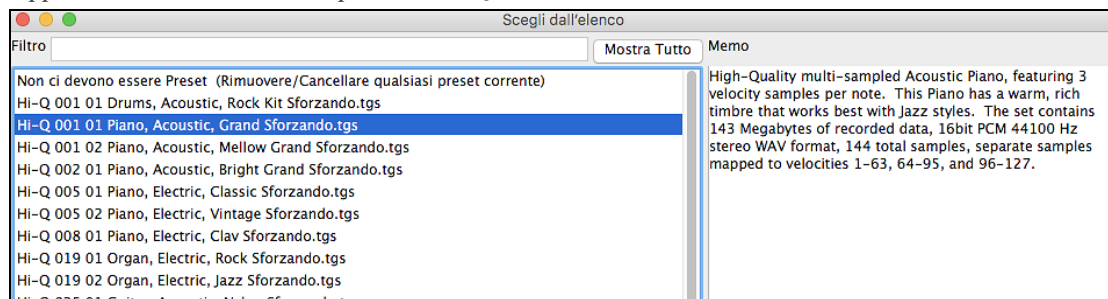 Scegli dall'elenco
Filtro
Mostra Tutto
Memo
Non ci devono essere Preset (Rimuovere/Cancellare qualsiasi preset corrente)
Hi-Q 001 01 Drums, Acoustic, Rock Kit Sforzando.tgs
Hi-Q 001 01 Piano, Acoustic, Grand Sforzando.tgs
Hi-Q 001 02 Piano, Acoustic, Mellow Grand Sforzando.tgs
Hi-Q 002 01 Piano, Acoustic, Bright Grand Sforzando.tgs
Hi-Q 005 01 Piano, Electric, Classic Sforzando.tgs
Hi-Q 005 02 Piano, Electric, Vintage Sforzando.tgs
Hi-Q 008 01 Piano, Electric, Clav Sforzando.tgs
Hi-Q 019 01 Organ, Electric, Rock Sforzando.tgs
Hi-Q 019 02 Organ, Electric, Jazz Sforzando.tgs
High-Quality multi-sampled Acoustic Piano, featuring 3
velocity samples per note. This Piano has a warm, rich
timbre that works best with Jazz styles. The set contains
143 Megabytes of recorded data, 16bit PCM 44100 Hz
stereo WAV format, 144 total samples, separate samples
mapped to velocities 1-63, 64-95, and 96-127.